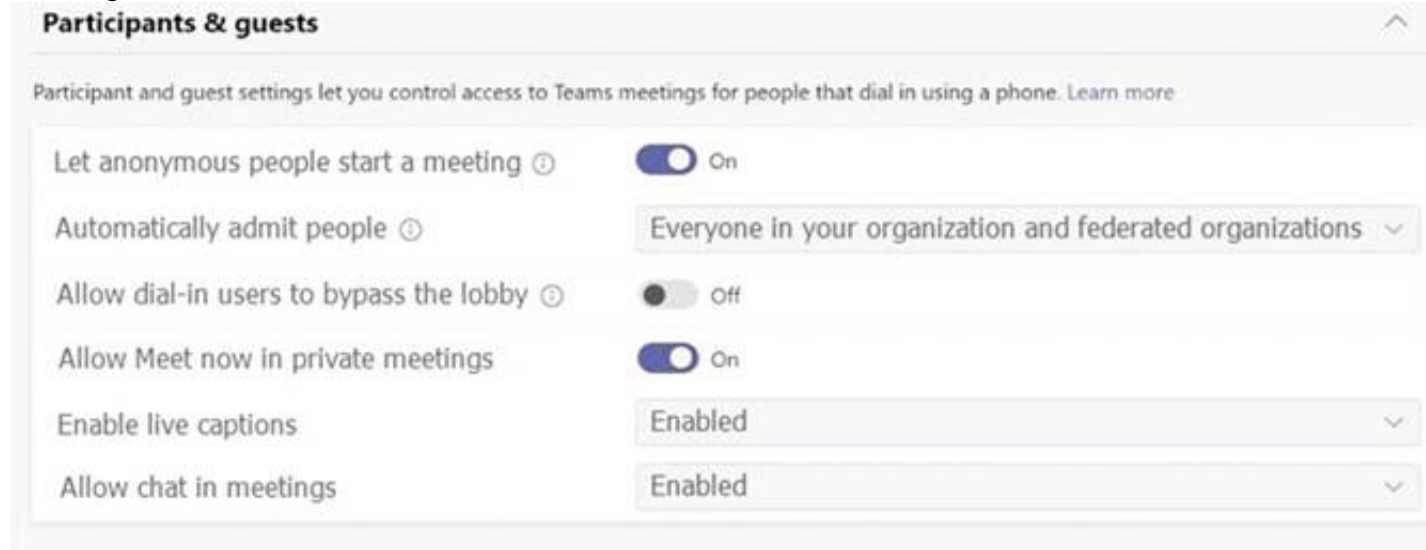 Participants & guests
Participant and guest settings let you control access to Teams meetings for people that dial in using a phone. Learn more
Let anonymous people start a meeting On
Automatically admit people Everyone in your organization and federated organizations
Allow dial-in users to bypass the lobby Off
Allow Meet now in private meetings On
Enable live captions Enabled
Allow chat in meetings Enabled